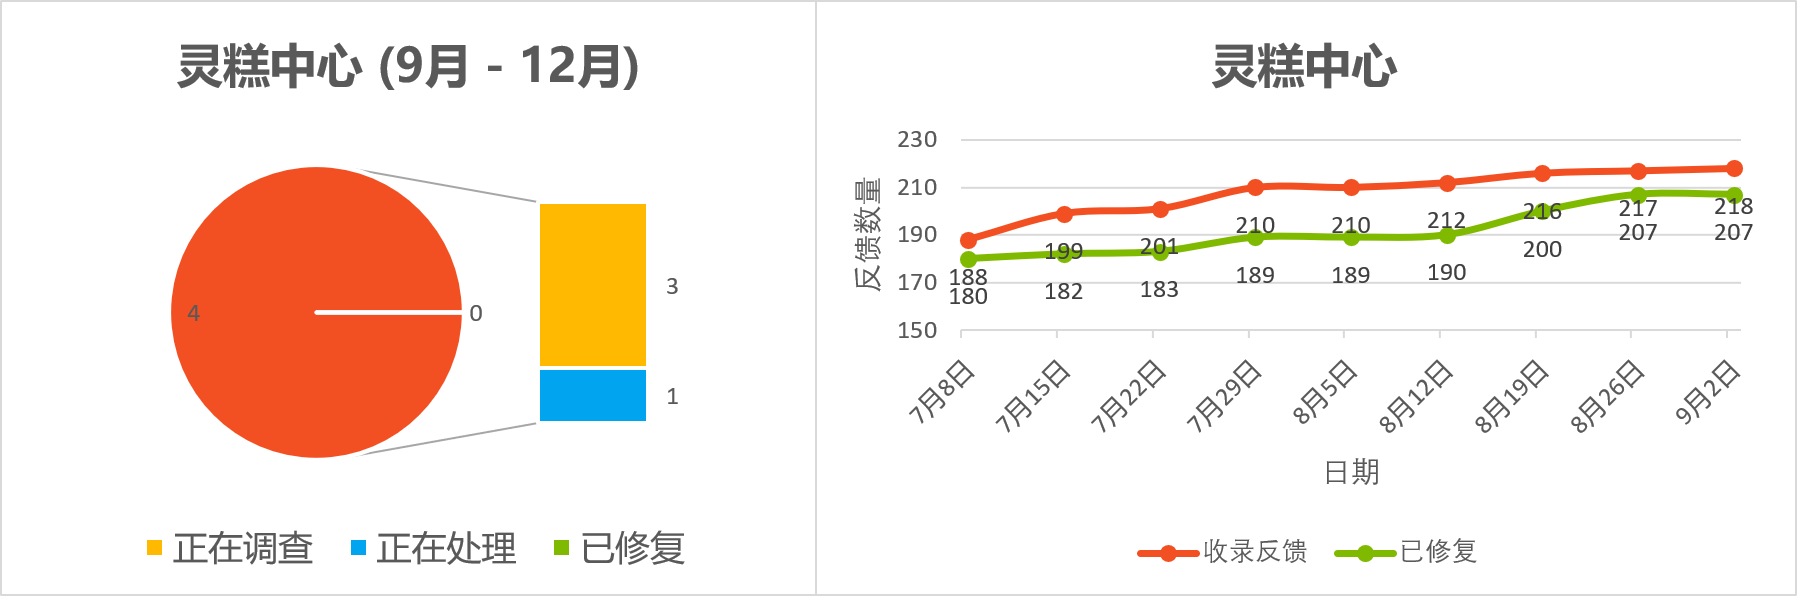 灵糕中心 (9月 - 12月)
4
0
3
1
正在调查
正在处理
已修复
灵糕中心
反馈数量
230
210
190
170
150
188
199
201
210
210
212
216
217
218
180
182
183
189
189
190
200
207
207
7月8日
7月15日
7月22日
7月29日
8月5日
8月12日
8月19日
8月26日
9月2日
日期
收录反馈
已修复